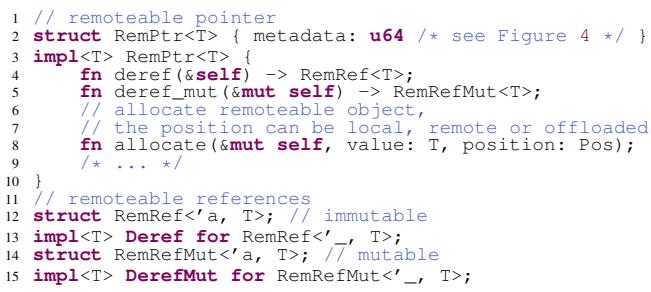 1 // remoteable pointer
2 struct RemPtr<T> { metadata: u64 /* see Figure 4 */ }
3 impl<T> RemPtr<T> {
4 fn deref(&self) -> RemRef<T>;
5 fn deref_mut(&mut self) -> RemRefMut<T>;
6 // allocate remoteable object,
7 // the position can be local, remote or offloaded
8 fn allocate(&mut self, value: T, position: Pos);
9 /* ... */
10 }
11 // remoteable references
12 struct RemRef<'a, T>; // immutable
13 impl<T> Deref for RemRef<'_, T>;
14 struct RemRefMut<'a, T>; // mutable
15 impl<T> DerefMut for RemRefMut<'_, T>;